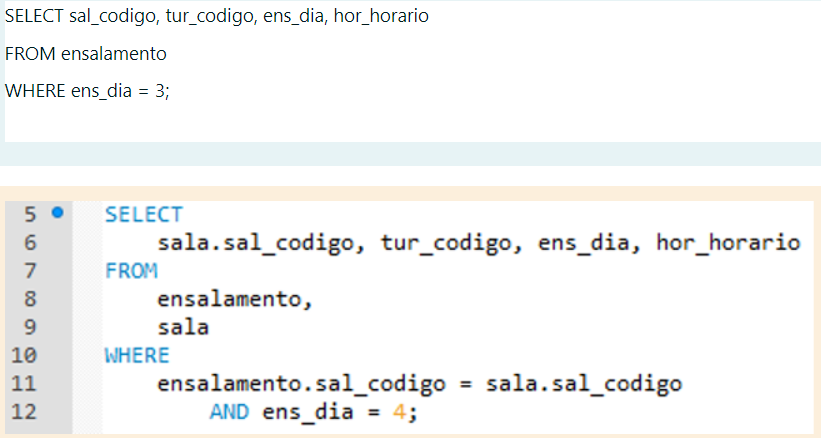 SELECT sal_codigo, tur_codigo, ens_dia, hor_horario
FROM ensalamento
WHERE ens_dia = 3;
5 SELECT
6 sala.sal_codigo, tur_codigo, ens_dia, hor_horario
7 FROM
8 ensalamento,
9 sala
10 WHERE
11 ensalamento.sal_codigo = sala.sal_codigo
12 AND ens_dia = 4;